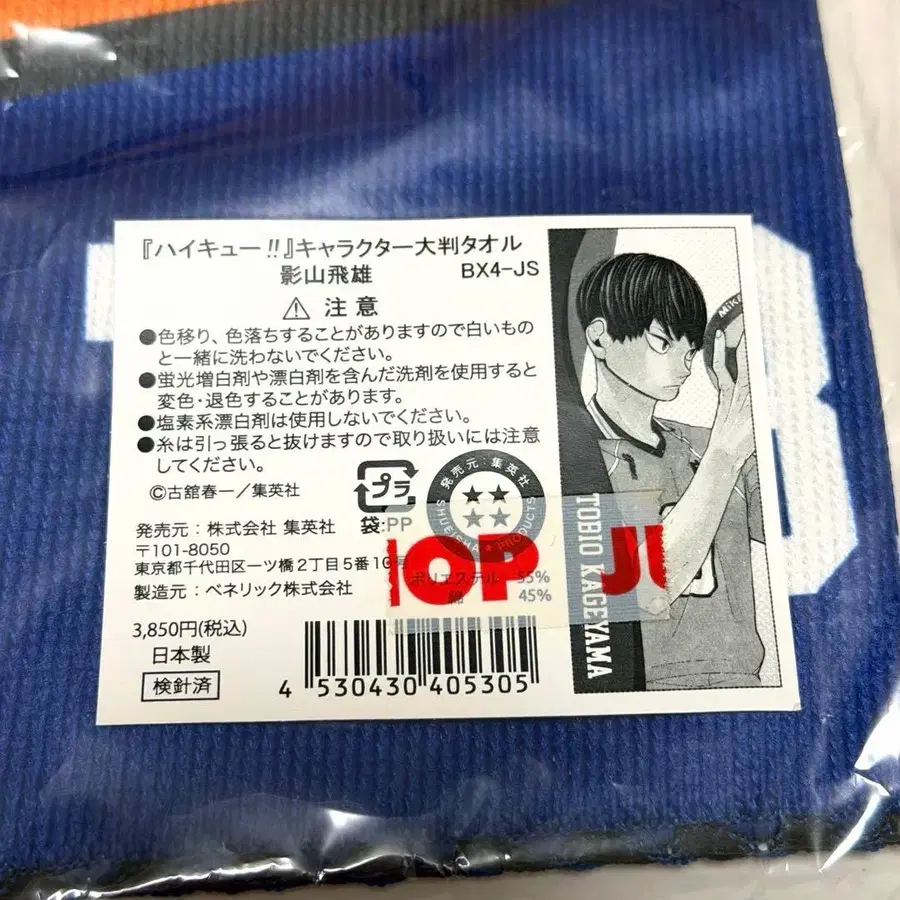 『ハイキュー!!』キャラクター大判タオル
影山飛雄 BX4-JS
⚠ 注意
●色移り、色落ちすることがありますので白いものと一緒に洗わないでください。
●蛍光増白剤や漂白剤を含んだ洗剤を使用すると変色・退色することがあります。
●塩素系漂白剤は使用しないでください。
●糸は引っ張ると抜けますので取り扱いには注意してください。
©古舘春一／集英社
プラ
袋:PP
発売元・集英社
SHUEISHA PRODUCTS
発売元：株式会社 集英社
〒101-8050
東京都千代田区一ツ橋2丁目5番10号
製造元：ベネリック株式会社
ポリエステル 55%
綿 45%
OP JU
3,850円(税込)
日本製
検針済
4 530430 405305
TOBIO KAGEYAMA
MIKA
B